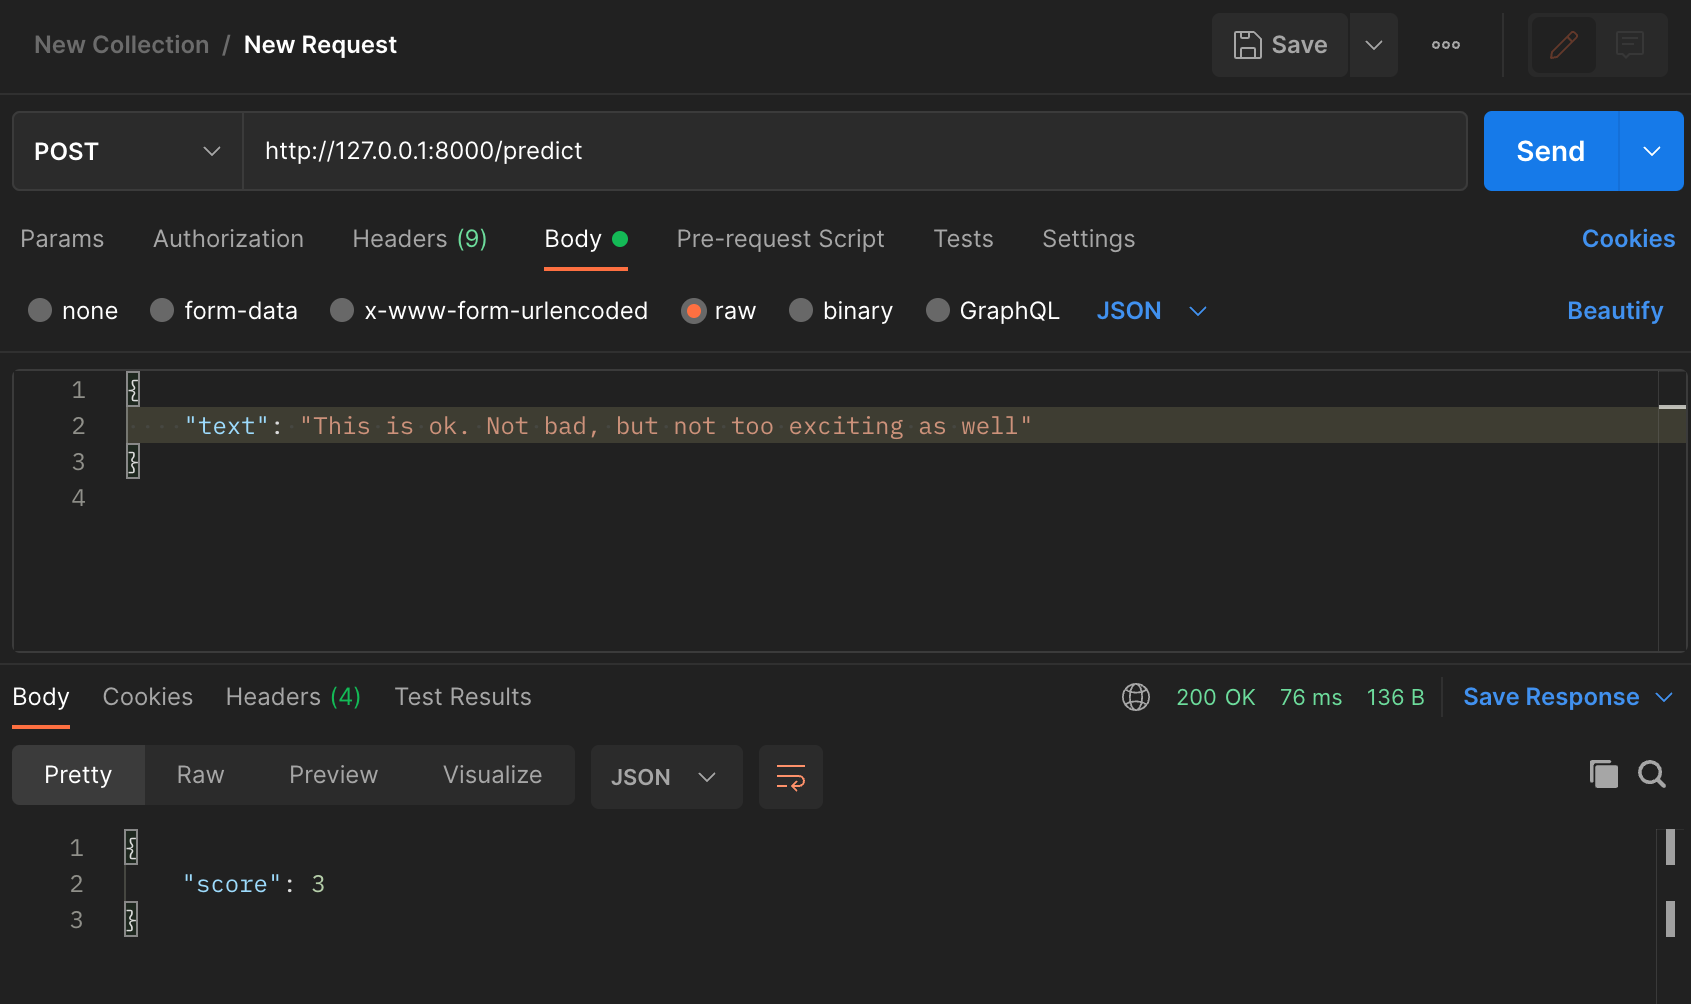 New Collection / New Request Save
POST http://127.0.0.1:8000/predict Send
Params Authorization Headers (9) Body Pre-request Script Tests Settings Cookies
none form-data x-www-form-urlencoded raw binary GraphQL JSON Beautify
1 {
2 "text": "This is ok. Not bad, but not too exciting as well"
3 }
4
Body Cookies Headers (4) Test Results 200 OK 76 ms 136 B Save Response
Pretty Raw Preview Visualize JSON
1 {
2 "score": 3
3 }